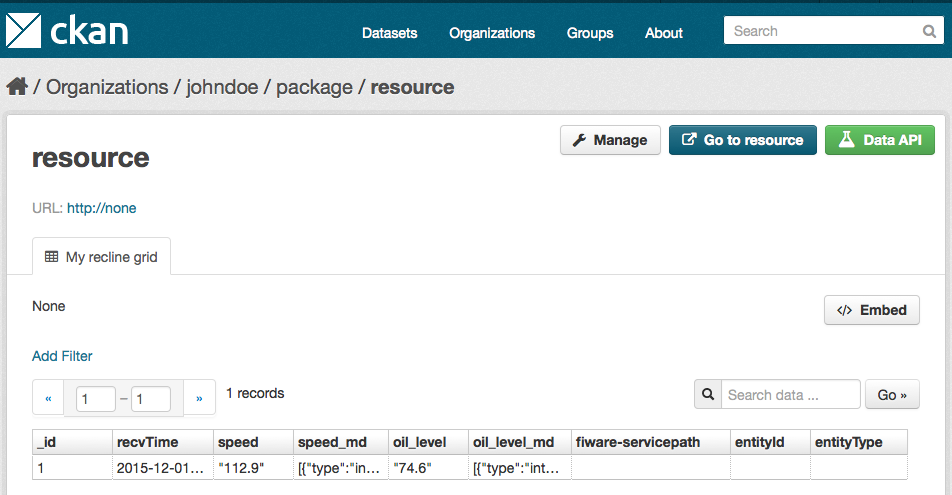 ckan Datasets Organizations Groups About Search
/ Organizations / johndoe / package / resource
resource Manage Go to resource Data API
URL: http://none
My recline grid
None </> Embed
Add Filter
« 1 – 1 » 1 records Search data ... Go »
_id recvTime speed speed_md oil_level oil_level_md fiware-servicepath entityId entityType
1 2015-12-01... "112.9" [{"type":"in... "74.6" [{"type":"int...